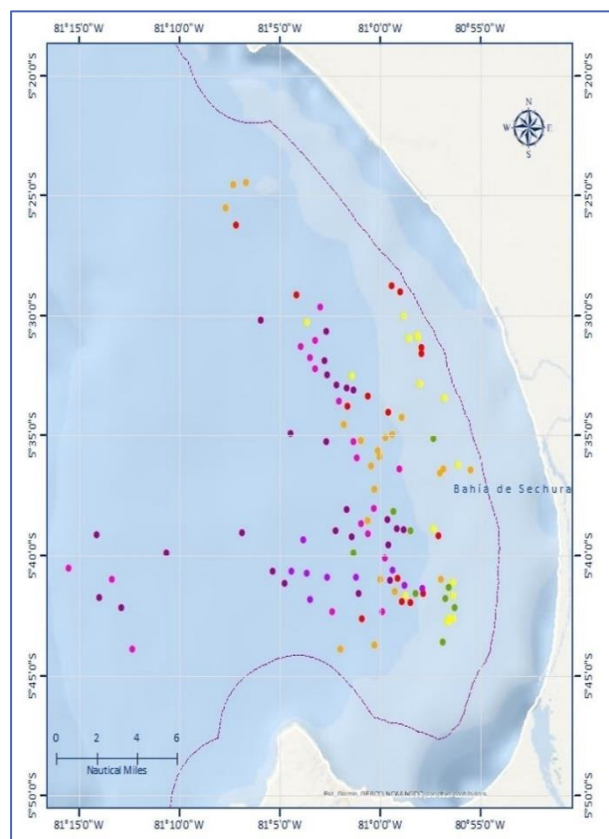 81°15'0"W 81°10'0"W 81°5'0"W 81°0'0"W 80°55'0"W
5°20'0"S 5°20'0"S
N
W E
S
5°25'0"S 5°25'0"S
5°30'0"S 5°30'0"S
5°35'0"S 5°35'0"S
Bahía de Sechura
5°40'0"S 5°40'0"S
5°45'0"S 5°45'0"S
0 2 4 6
Nautical Miles
5°50'0"S 5°50'0"S
81°15'0"W 81°10'0"W 81°5'0"W 81°0'0"W 80°55'0"W